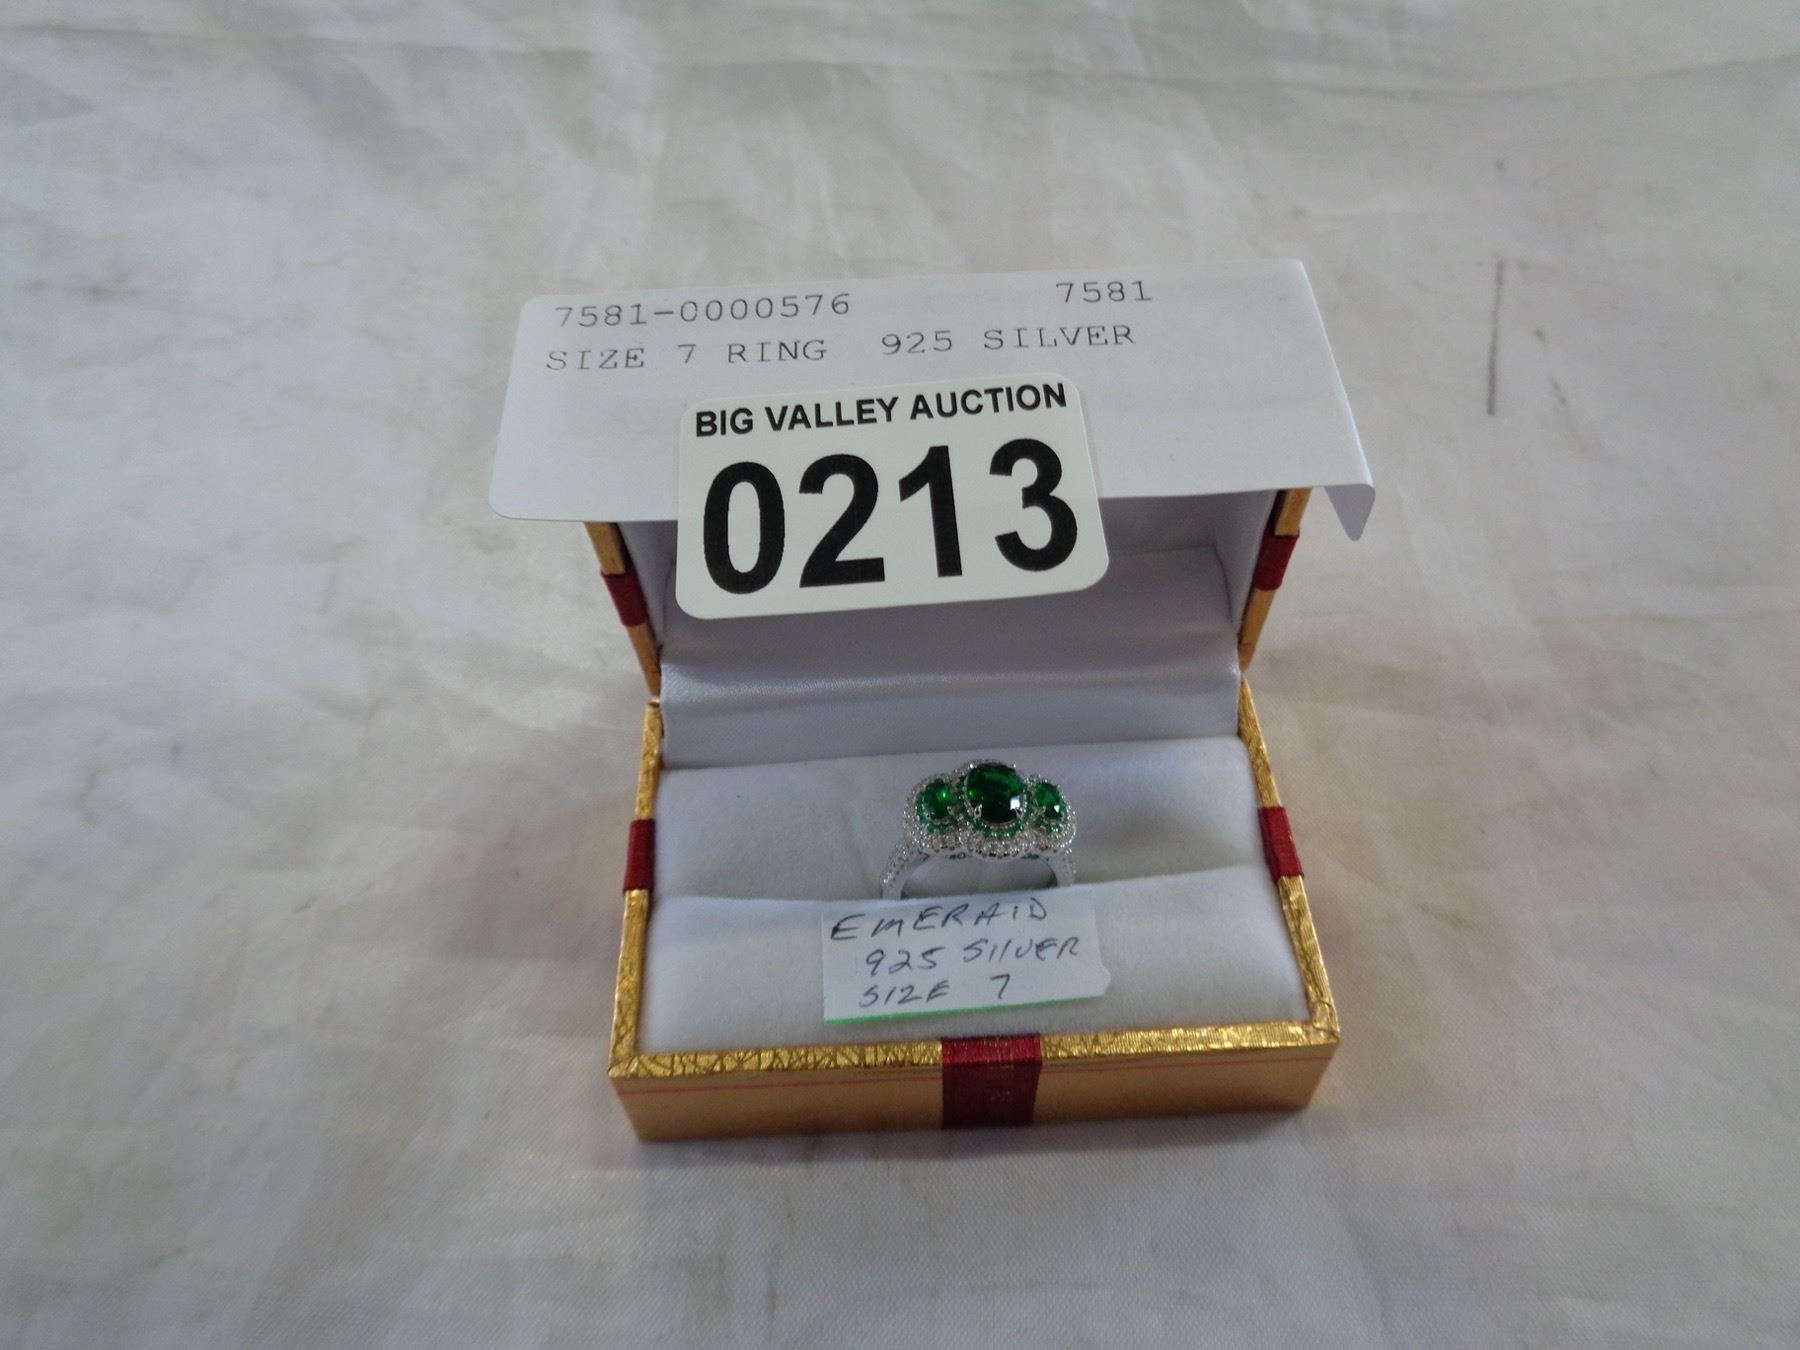 7581-0000576 7581
SIZE 7 RING 925 SILVER
BIG VALLEY AUCTION
0213
EMERAlD
925 SILVER
SIZE 7